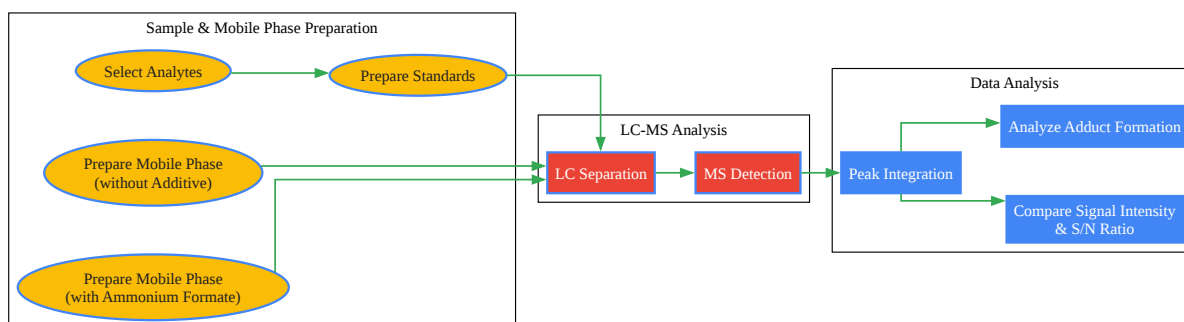 Sample & Mobile Phase Preparation
Select Analytes
Prepare Standards
Prepare Mobile Phase
(without Additive)
Prepare Mobile Phase
(with Ammonium Formate)
LC-MS Analysis
LC Separation
MS Detection
Data Analysis
Peak Integration
Analyze Adduct Formation
Compare Signal Intensity
& S/N Ratio